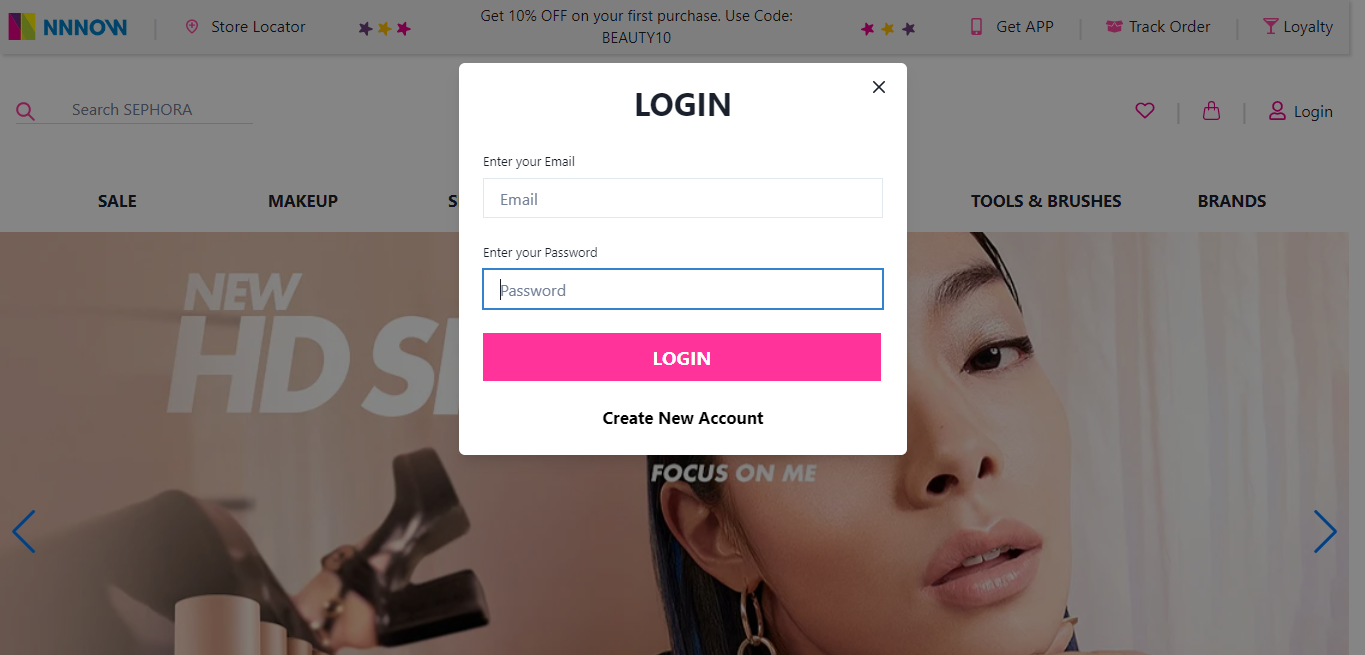 NNNOW
Store Locator
Get 10% OFF on your first purchase. Use Code:
BEAUTY10
Get APP
Track Order
Loyalty
Search SEPHORA
Login
LOGIN
Enter your Email
Email
Enter your Password
Password
LOGIN
Create New Account
SALE
MAKEUP
TOOLS & BRUSHES
BRANDS
NEW
HD
FOCUS ON ME